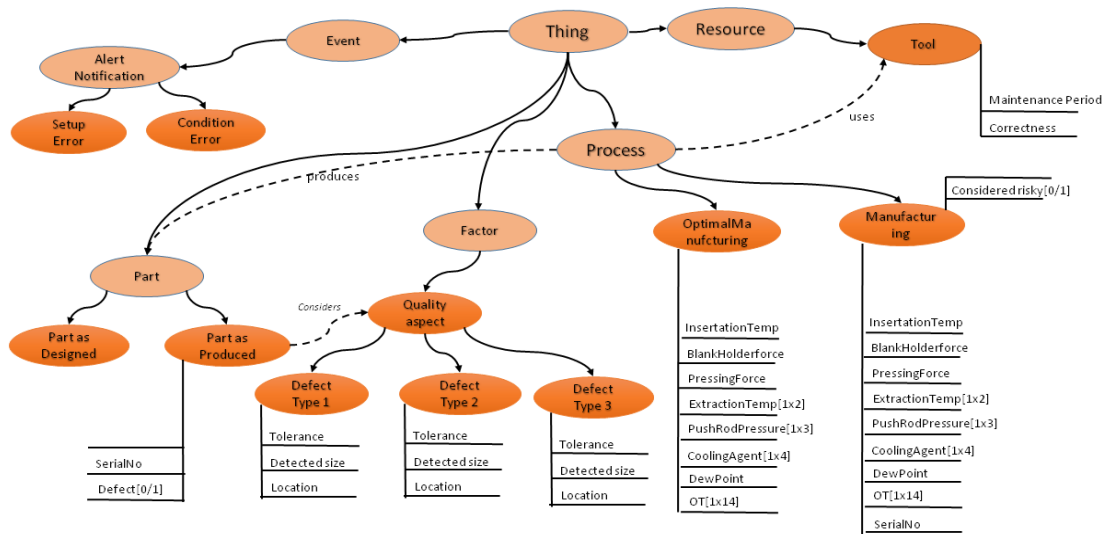 Thing
Resource
Event
Tool
Alert
Notification
Setup
Error
Condition
Error
Maintenance Period
Correctness
uses
Process
produces
Considered risky[0/1]
Factor
OptimalMa
nufcturing
Manufactur
ing
Part
Considers
Quality
aspect
Part as
Designed
Part as
Produced
Defect
Type 1
Defect
Type 2
Defect
Type 3
SerialNo
Defect[0/1]
Tolerance
Detected size
Location
Tolerance
Detected size
Location
Tolerance
Detected size
Location
InsertationTemp
BlankHolderforce
PressingForce
ExtractionTemp[1x2]
PushRodPressure[1x3]
CoolingAgent[1x4]
DewPoint
OT[1x14]
InsertationTemp
BlankHolderforce
PressingForce
ExtractionTemp[1x2]
PushRodPressure[1x3]
CoolingAgent[1x4]
DewPoint
OT[1x14]
SerialNo